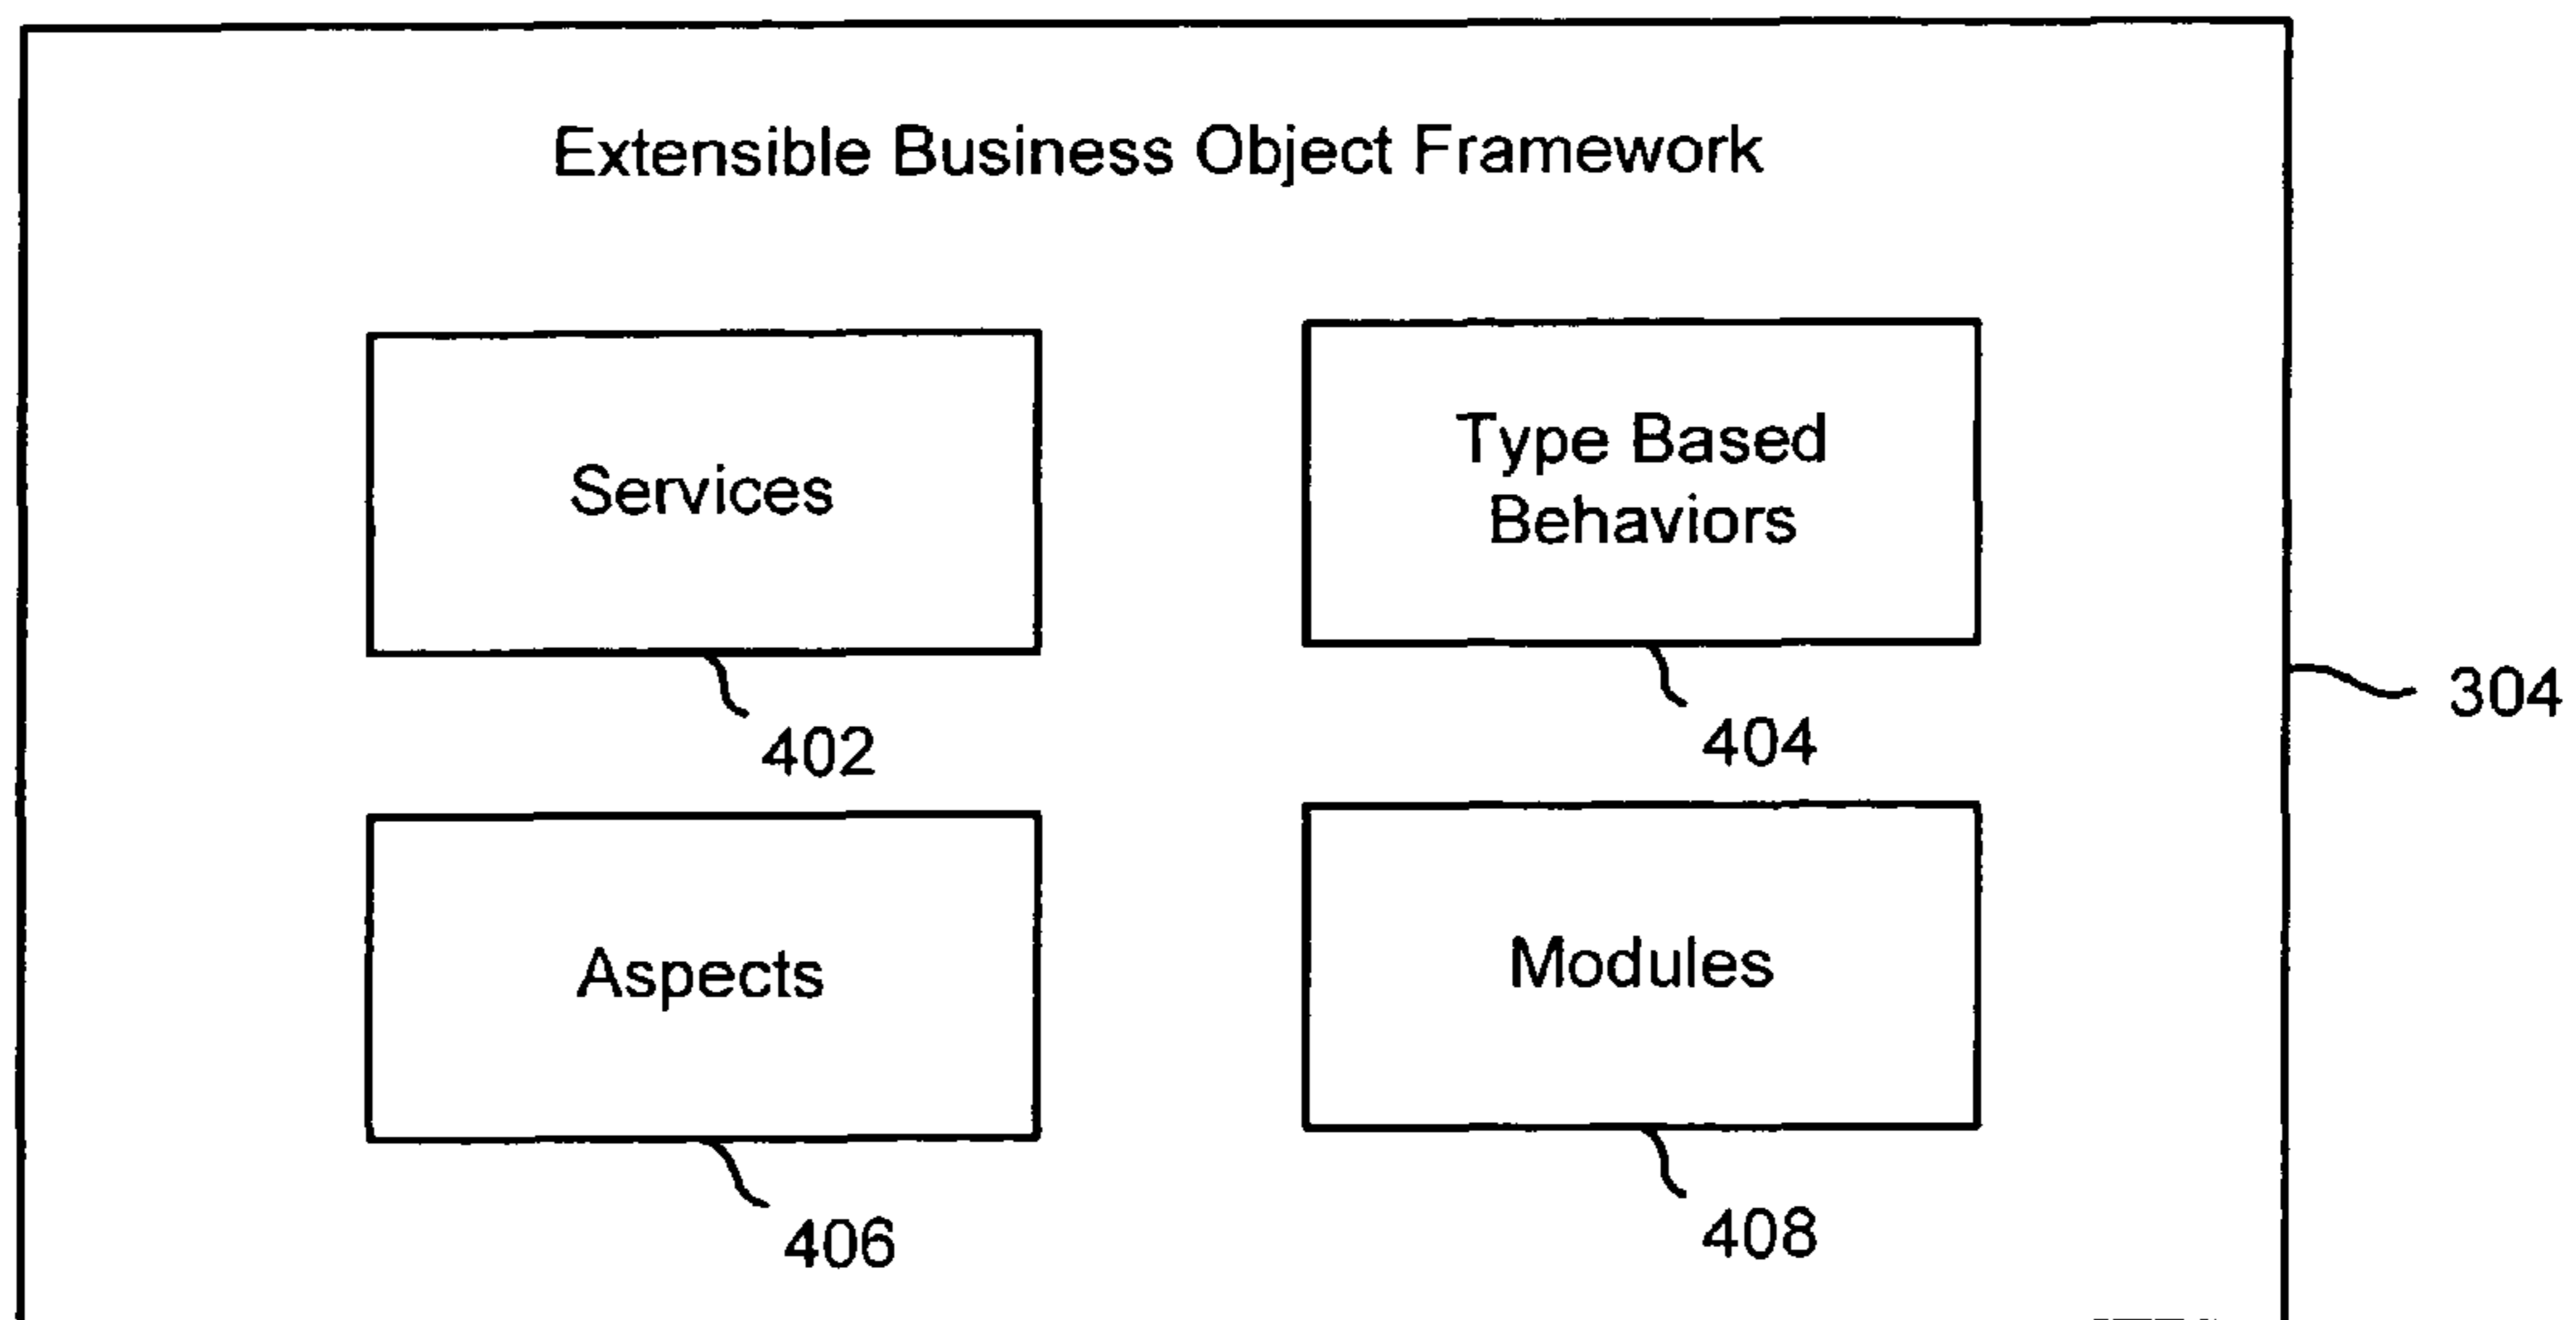 Extensible Business Object Framework
Services
Type Based
Behaviors
304
402
404
Aspects
Modules
406
408